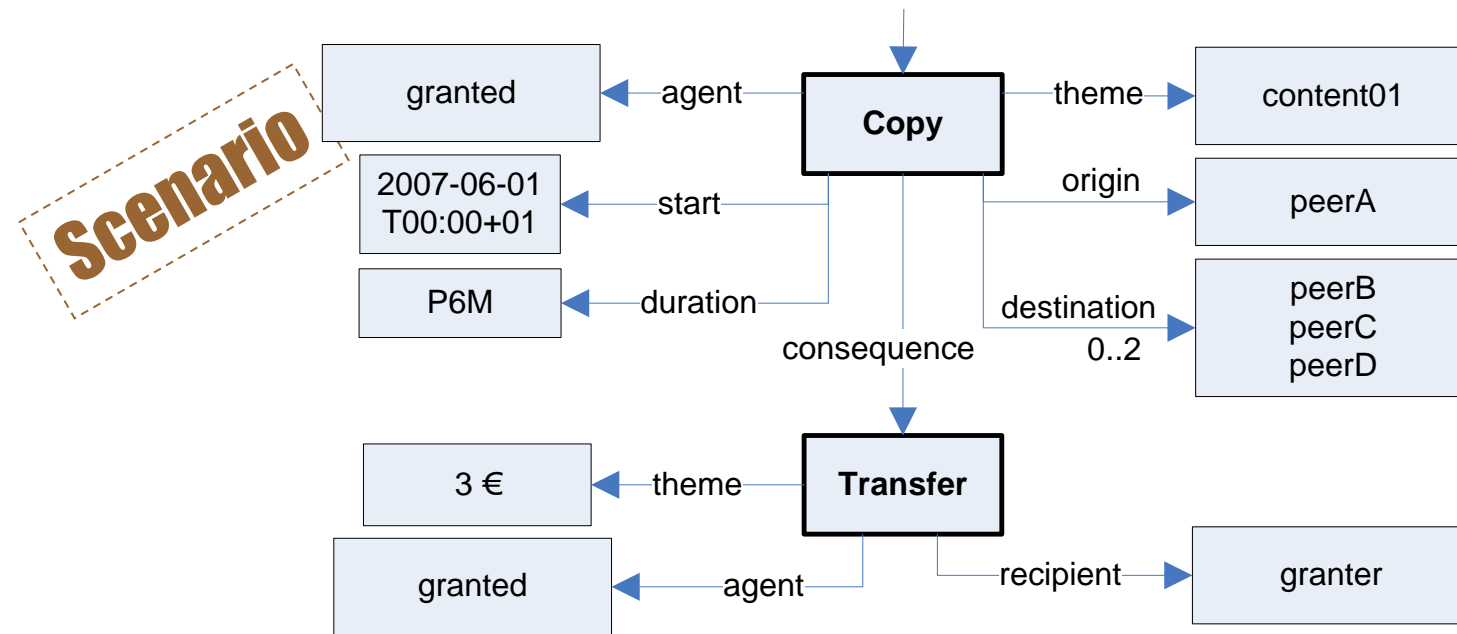 Scenario
granted
agent
Copy
theme
content01
2007-06-01
T00:00+01
start
origin
peerA
P6M
duration
destination
0..2
peerB
peerC
peerD
consequence
3 €
theme
Transfer
granted
agent
recipient
granter